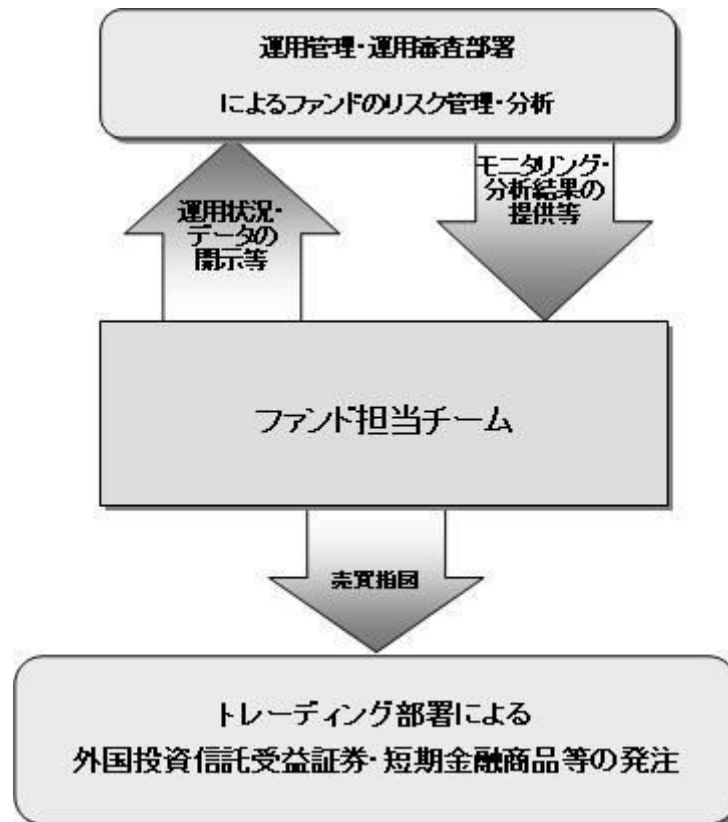 運用管理・運用審査部署
によるファンドのリスク管理・分析
運用状況・
データの
開示等
モニタリング・
分析結果の
提供等
ファンド担当チーム
売買指図
トレーディング部署による
外国投資信託受益証券・短期金融商品等の発注